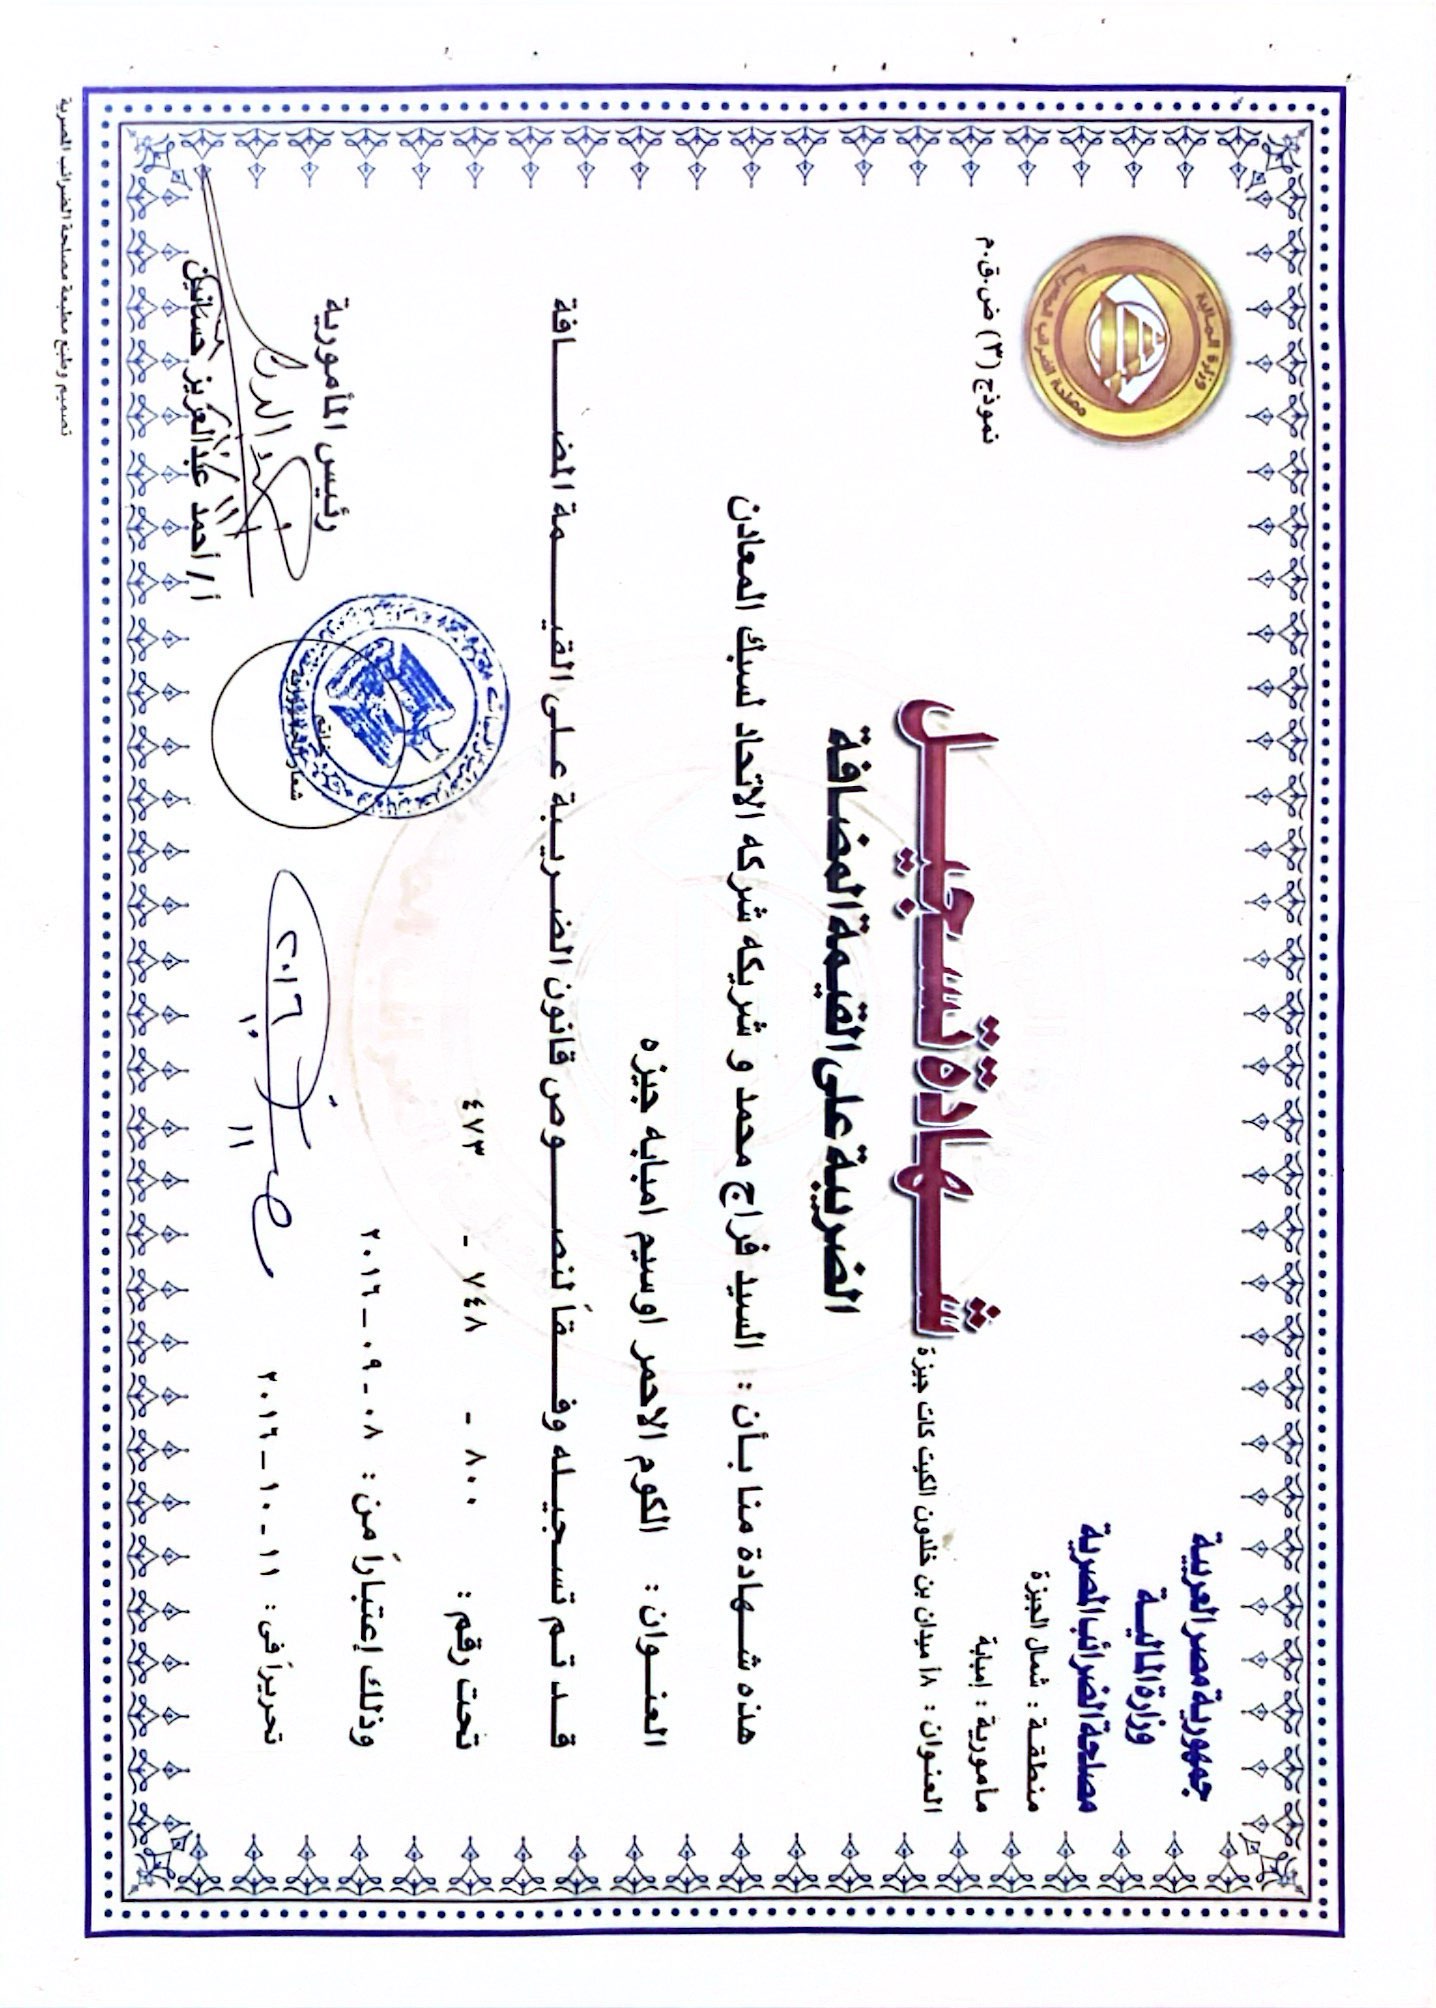 جمهورية مصر العربية
وزارة المالية
مصلحة الضرائب المصرية
منطقة : شمال الجيزة
مأمورية : إمبابة
العنوان : ٨أ ميدان بن خلدون الكيت كات جيزة
وزارة المالية
مصلحة الضرائب المصرية
نموذج (٣) ض.ق.م
شهادة تسجيل
الضريبة على القيمة المضافة
هذه شهادة منا بأن : السيد فراج محمد و شريكه شركه الاتحاد لسبك المعادن
العنوان : الكوم الاحمر اوسيم امبابه جيزه
قد تم تسجيله وفقاً لنصوص قانون الضريبة على القيمة المضافة
تحت رقم : ٨٠٠ - ٧٤٨ - ٤٧٣
وذلك إعتباراً من : ٠٨ - ٠٩ - ٢٠١٦
تحريراً فى : ١١ - ١٠ - ٢٠١٦
٢٠١٦
١٠ ١١
خاتم
شعار الجمهورية
رئيس المأمورية
أ / أحمد عبدالعزيز حسانين
تصميم وطبع مطبعة مصلحة الضرائب المصرية